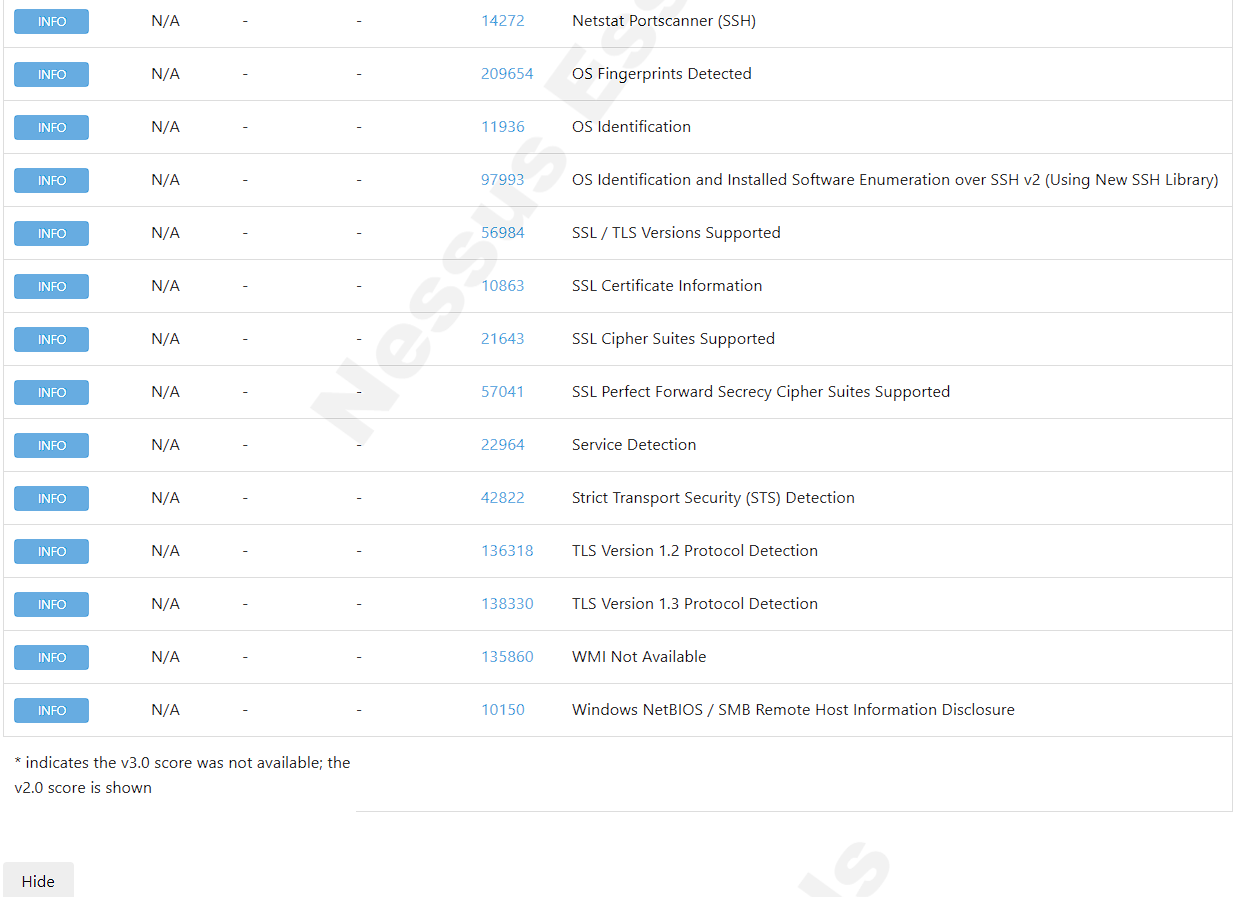 INFO N/A - - 14272 Netstat Portscanner (SSH)
INFO N/A - - 209654 OS Fingerprints Detected
INFO N/A - - 11936 OS Identification
INFO N/A - - 97993 OS Identification and Installed Software Enumeration over SSH v2 (Using New SSH Library)
INFO N/A - - 56984 SSL / TLS Versions Supported
INFO N/A - - 10863 SSL Certificate Information
INFO N/A - - 21643 SSL Cipher Suites Supported
INFO N/A - - 57041 SSL Perfect Forward Secrecy Cipher Suites Supported
INFO N/A - - 22964 Service Detection
INFO N/A - - 42822 Strict Transport Security (STS) Detection
INFO N/A - - 136318 TLS Version 1.2 Protocol Detection
INFO N/A - - 138330 TLS Version 1.3 Protocol Detection
INFO N/A - - 135860 WMI Not Available
INFO N/A - - 10150 Windows NetBIOS / SMB Remote Host Information Disclosure
* indicates the v3.0 score was not available; the
v2.0 score is shown
Hide
Nessus Ess
ls